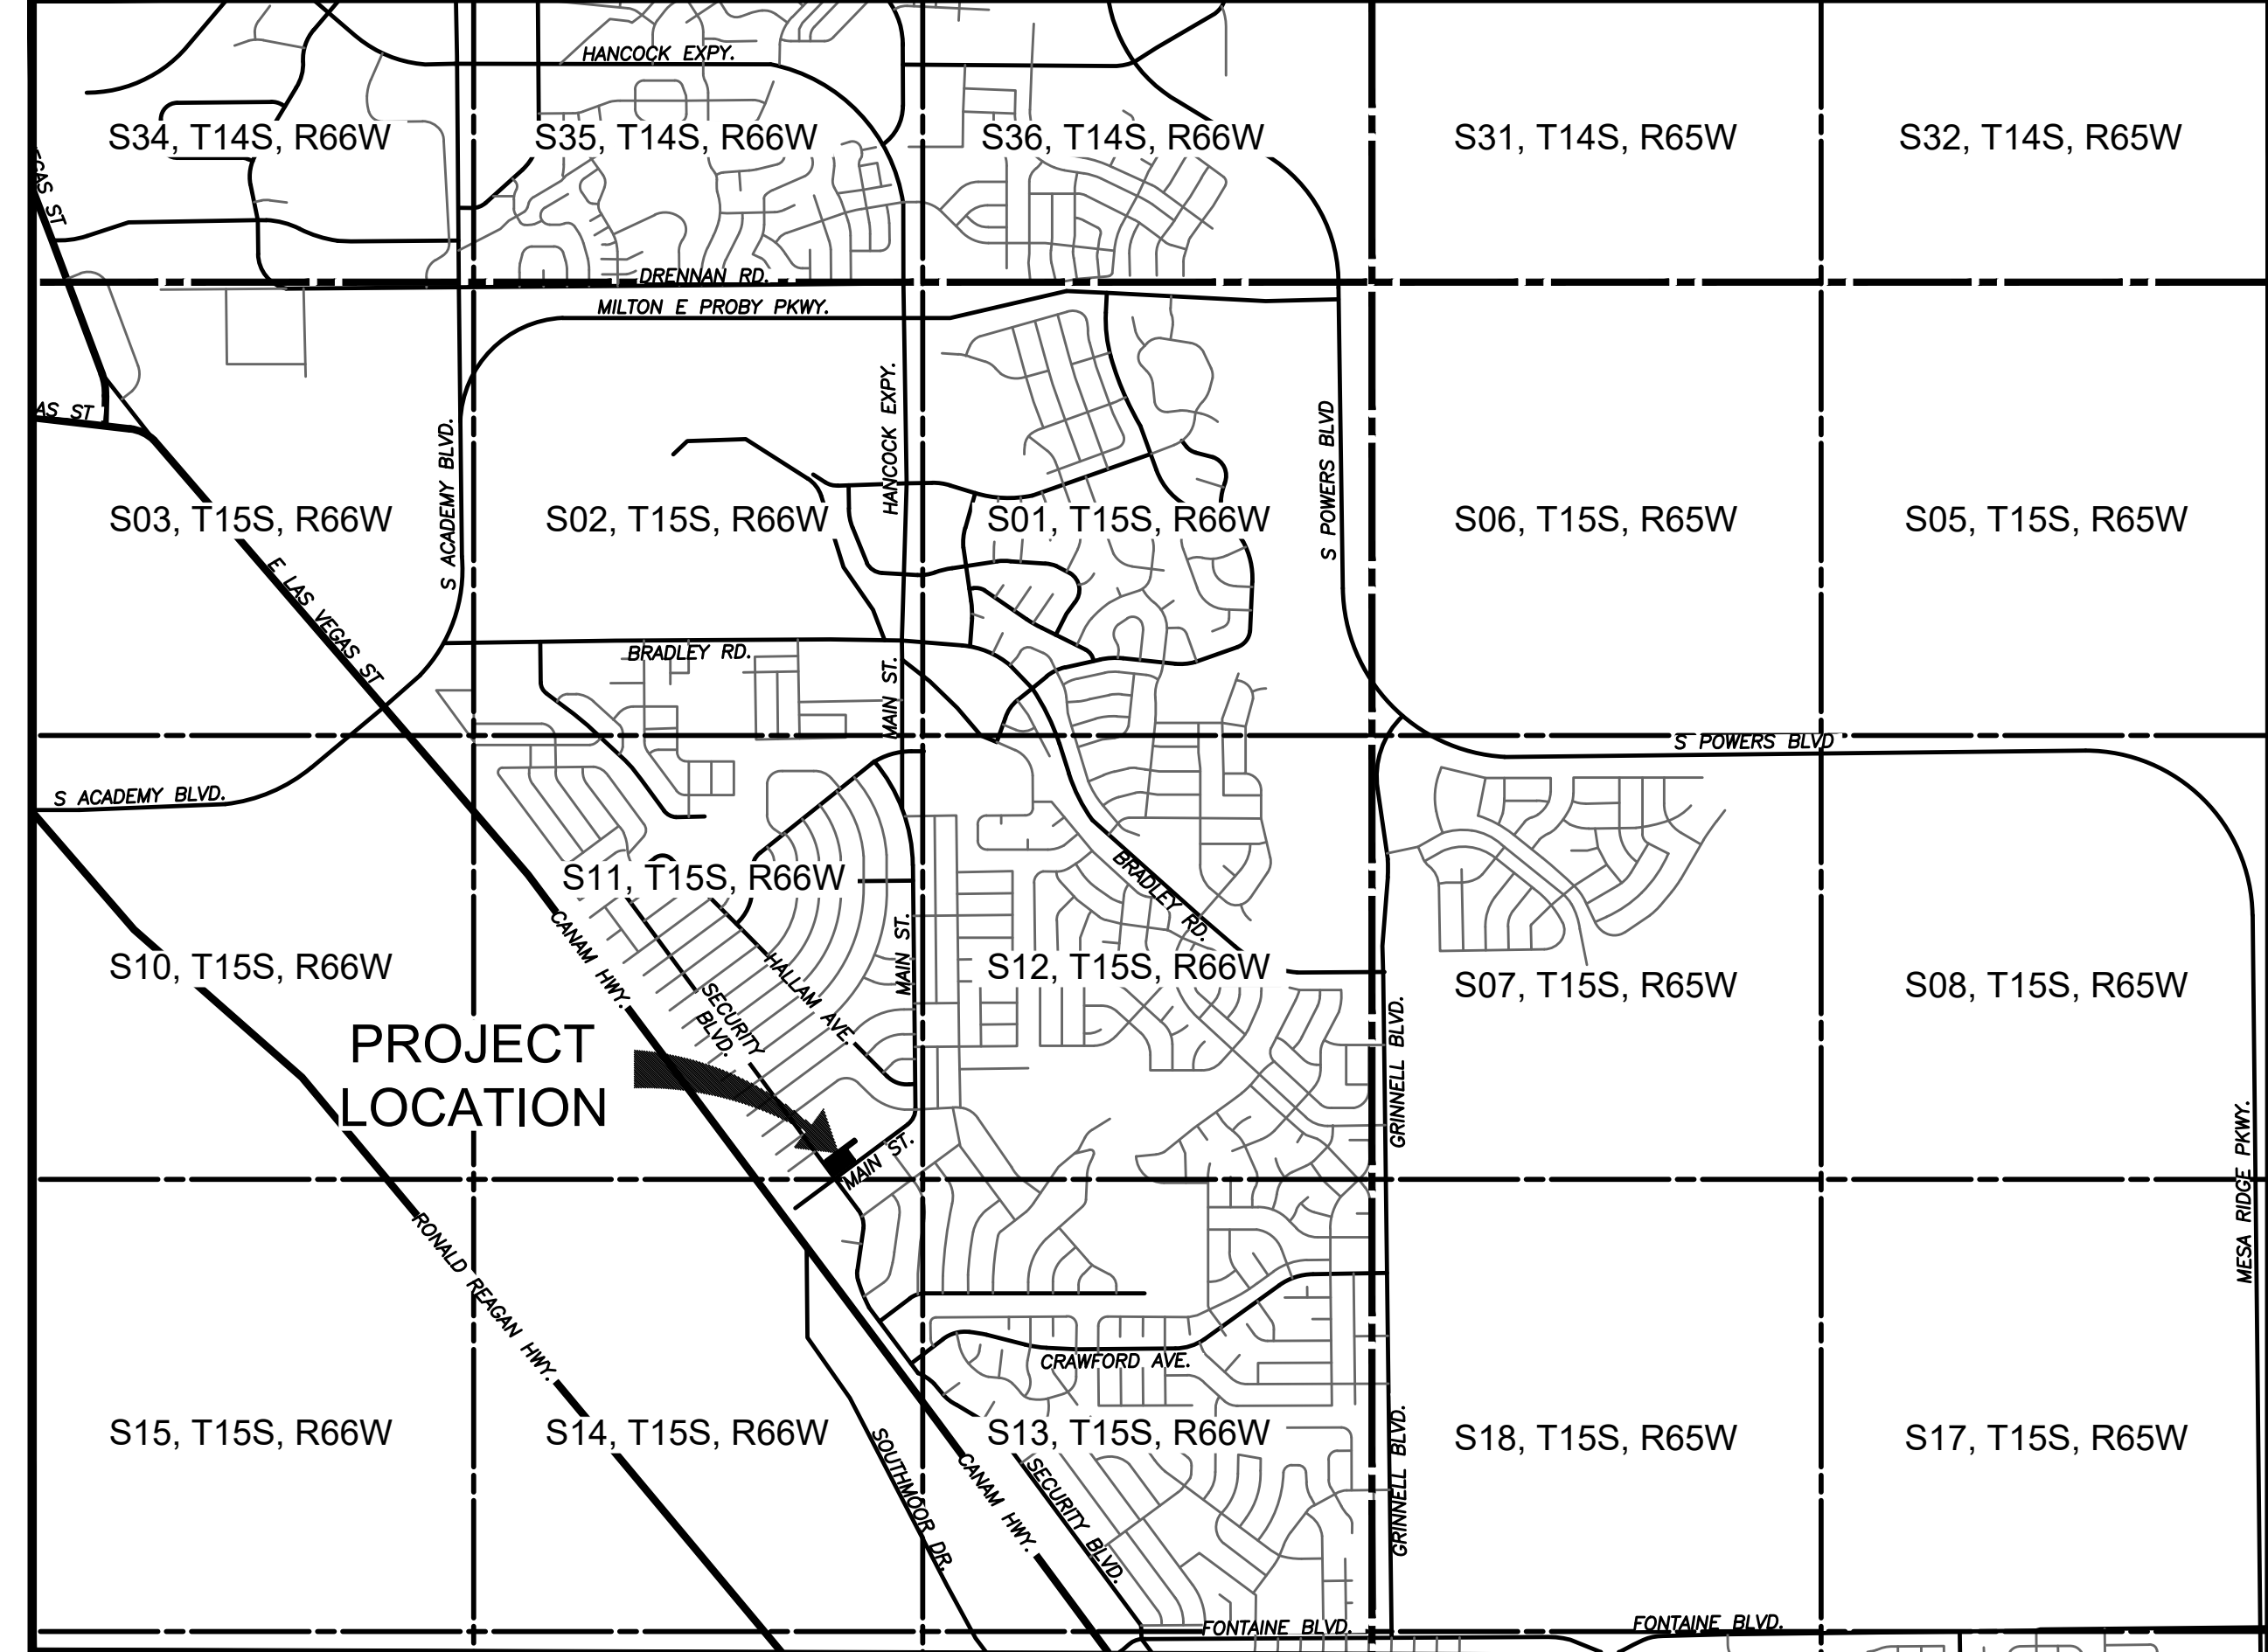 HANCOCK EXPY.
S34, T14S, R66W
S35, T14S, R66W
S36, T14S, R66W
S31, T14S, R65W
S32, T14S, R65W
ST
DRENNAN RD.
MILTON E PROBY PKWY.
AS ST
S ACADEMY BLVD.
HANCOCK EXPY.
S POWERS BLVD
S03, T15S, R66W
S02, T15S, R66W
S01, T15S, R66W
S06, T15S, R65W
S05, T15S, R65W
E LAS VEGAS ST
BRADLEY RD.
MAIN ST.
S POWERS BLVD
S ACADEMY BLVD.
S11, T15S, R66W
BRADLEY RD.
CANAM HWY.
MAIN ST.
HALLAM AVE.
SECURITY
BLVD.
S10, T15S, R66W
S12, T15S, R66W
S07, T15S, R65W
S08, T15S, R65W
GRINNELL BLVD.
PROJECT
LOCATION
MAIN ST.
MESA RIDGE PKWY.
RONALD REAGAN HWY.
CRAWFORD AVE.
S15, T15S, R66W
S14, T15S, R66W
S13, T15S, R66W
S18, T15S, R65W
S17, T15S, R65W
GRINNELL BLVD.
SOUTHMOOR DR.
CANAM HWY.
SECURITY BLVD.
FONTAINE BLVD.
FONTAINE BLVD.